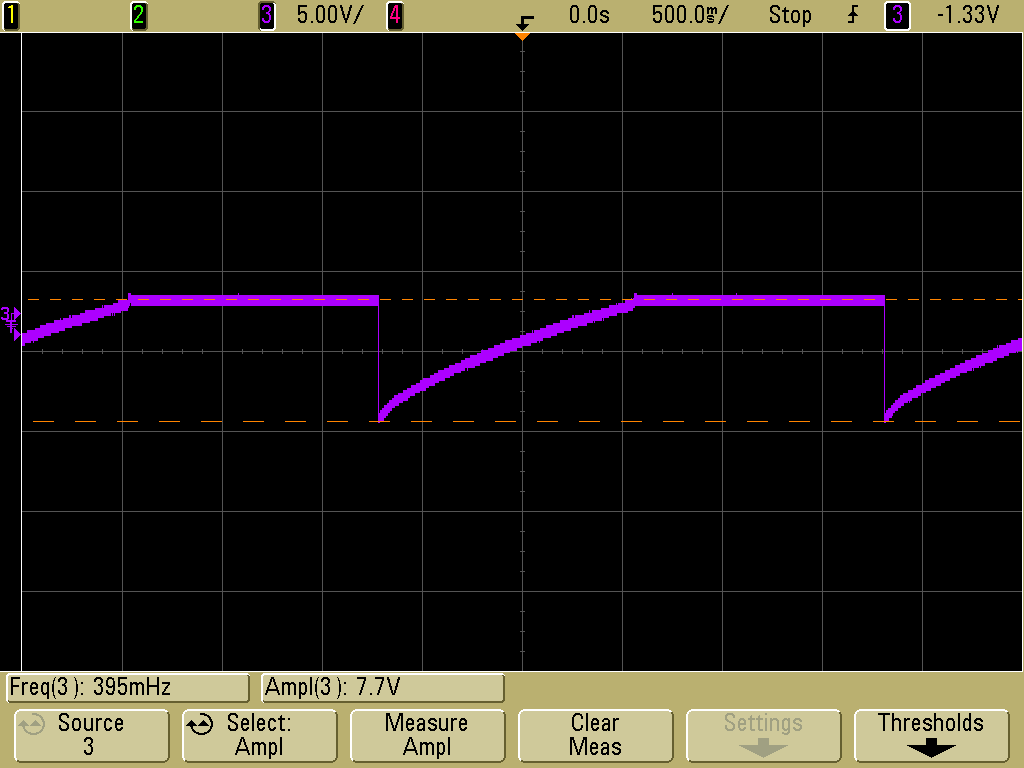 1 2 3 5.00V/ 4 0.0s 500.0ms/ Stop 3 -1.33V
3
Freq(3): 395mHz Ampl(3): 7.7V
Source
3
Select:
Ampl
Measure
Ampl
Clear
Meas
Settings
Thresholds